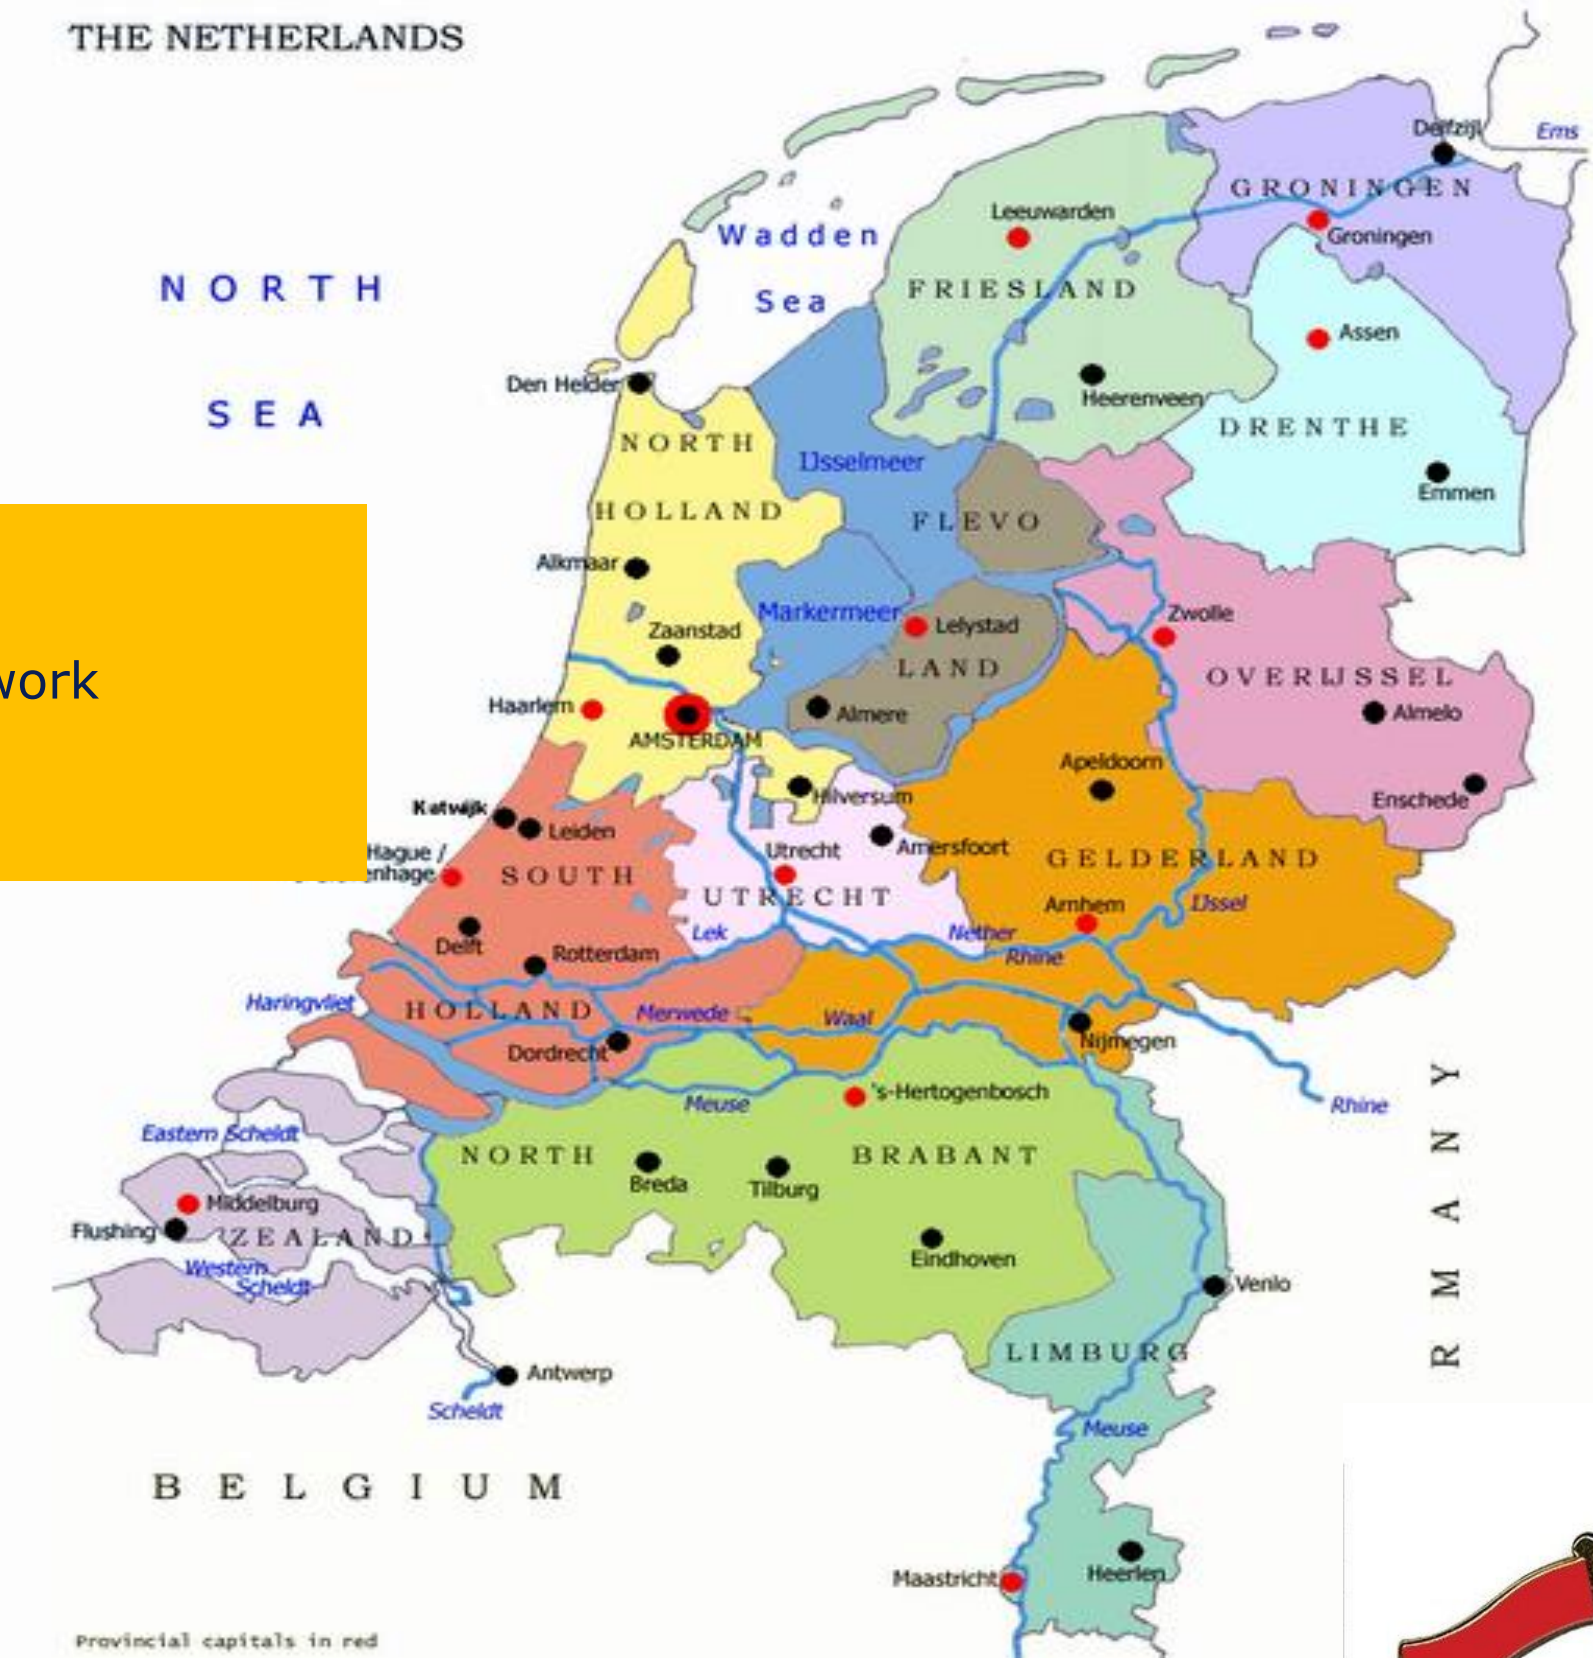 THE NETHERLANDS
Delfzijl
Ems
GRONINGEN
Leeuwarden
Groningen
Wadden
Sea
NORTH
SEA
FRIESLAND
Assen
Den Helder
Heerenveen
DRENTHE
NORTH
HOLLAND
IJsselmeer
Emmen
FLEVO
LAND
Alkmaar
Markermeer
Lelystad
Zwolle
Zaanstad
OVERIJSSEL
work
Haarlem
AMSTERDAM
Almere
Almelo
Apeldoorn
Hilversum
Enschede
Katwijk
Leiden
Amersfoort
Hague /
enhage
SOUTH
HOLLAND
Utrecht
UTRECHT
GELDERLAND
Arnhem
IJssel
Delft
Lek
Nether
Rhine
Rotterdam
Haringvliet
Merwede
Waal
Dordrecht
Nijmegen
Meuse
's-Hertogenbosch
Rhine
Eastern Scheldt
NORTH BRABANT
Breda
Tilburg
Middelburg
Flushing
ZEALAND
Eindhoven
Western
Scheldt
Venlo
LIMBURG
Antwerp
Scheldt
Meuse
RMANY
BELGIUM
Maastricht
Heerlen
Provincial capitals in red